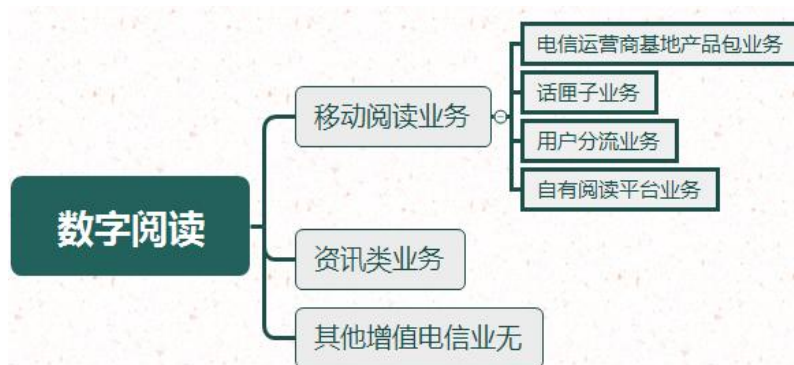 数字阅读
移动阅读业务
电信运营商基地产品包业务
话匣子业务
用户分流业务
自有阅读平台业务
资讯类业务
其他增值电信业无